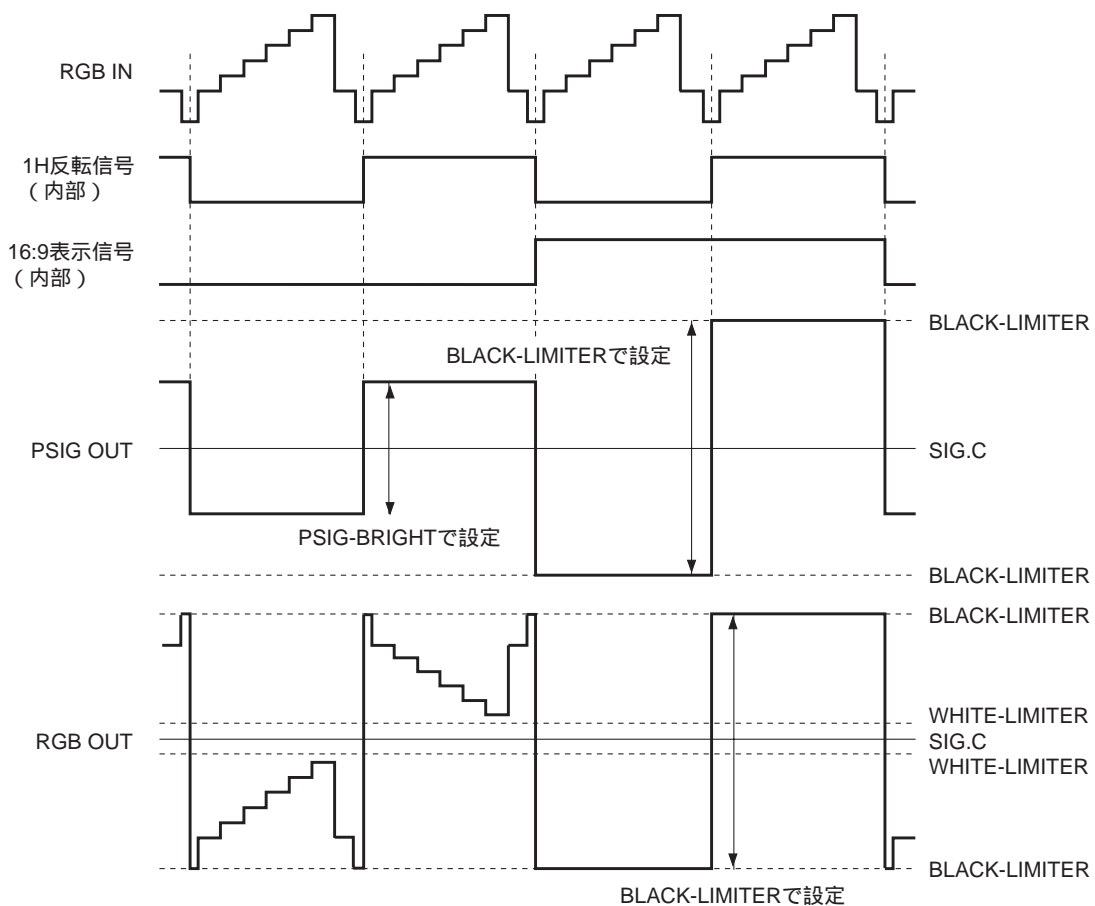 RGB IN
1H反転信号
（内部）
16:9表示信号
（内部）
BLACK-LIMITER
BLACK-LIMITERで設定
PSIG OUT
SIG.C
PSIG-BRIGHTで設定
BLACK-LIMITER
BLACK-LIMITER
WHITE-LIMITER
RGB OUT
SIG.C
WHITE-LIMITER
BLACK-LIMITER
BLACK-LIMITERで設定